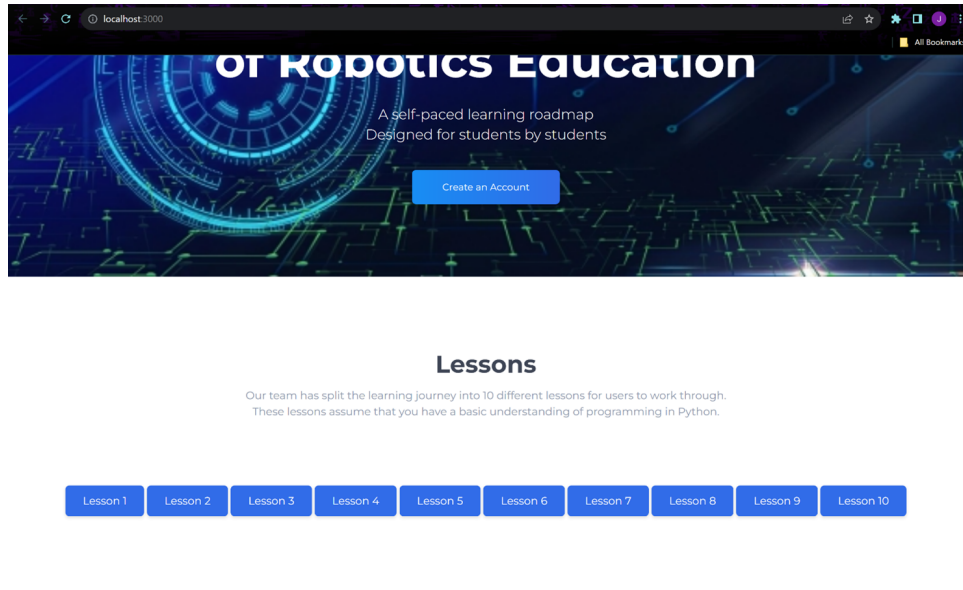 localhost:3000
J
All Bookmarks
of Robotics Education
A self-paced learning roadmap
Designed for students by students
Create an Account
Lessons
Our team has split the learning journey into 10 different lessons for users to work through.
These lessons assume that you have a basic understanding of programming in Python.
Lesson 1 Lesson 2 Lesson 3 Lesson 4 Lesson 5 Lesson 6 Lesson 7 Lesson 8 Lesson 9 Lesson 10